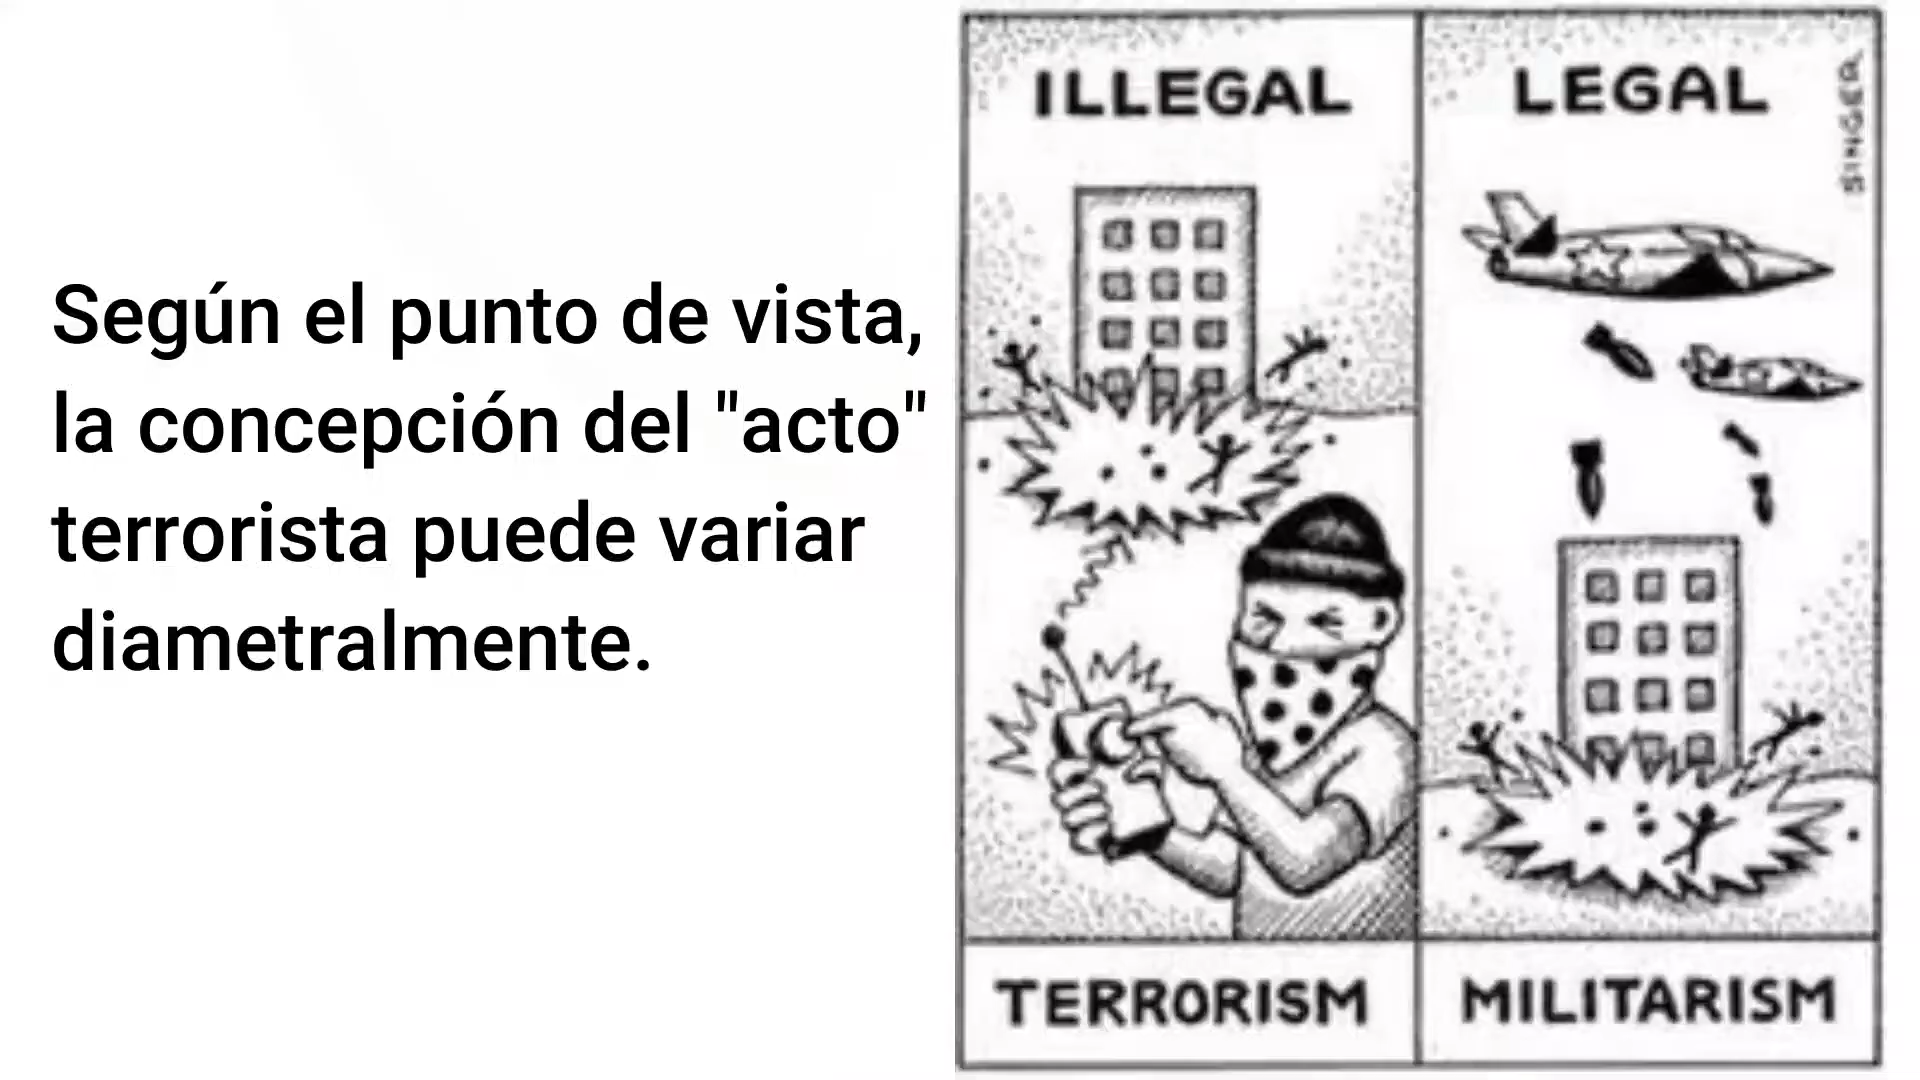 Según el punto de vista,
la concepción del "acto"
terrorista puede variar
diametralmente.
ILLEGAL
LEGAL
SINGER
TERRORISM
MILITARISM